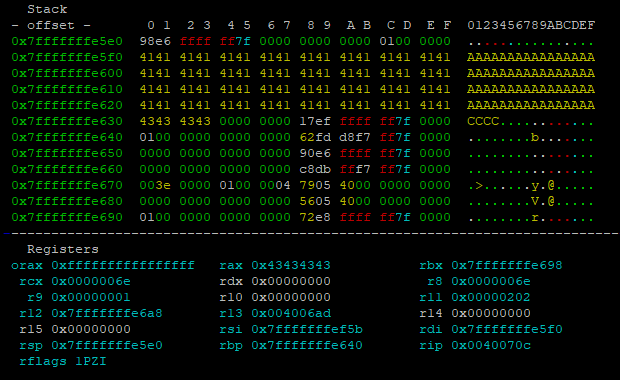 Stack
- offset -   0 1  2 3  4 5  6 7  8 9  A B  C D  E F  0123456789ABCDEF
0x7fffffffe5e0  98e6 ffff ff7f 0000 0000 0000 0100 0000  ................
0x7fffffffe5f0  4141 4141 4141 4141 4141 4141 4141 4141  AAAAAAAAAAAAAAAA
0x7fffffffe600  4141 4141 4141 4141 4141 4141 4141 4141  AAAAAAAAAAAAAAAA
0x7fffffffe610  4141 4141 4141 4141 4141 4141 4141 4141  AAAAAAAAAAAAAAAA
0x7fffffffe620  4141 4141 4141 4141 4141 4141 4141 4141  AAAAAAAAAAAAAAAA
0x7fffffffe630  4343 4343 0000 0000 17ef ffff ff7f 0000  CCCC............
0x7fffffffe640  0100 0000 0000 0000 62fd d8f7 ff7f 0000  ........b.......
0x7fffffffe650  0000 0000 0000 0000 90e6 ffff ff7f 0000  ................
0x7fffffffe660  0000 0000 0000 0000 c8db fff7 ff7f 0000  ................
0x7fffffffe670  003e 0000 0100 0004 7905 4000 0000 0000  .>......y.@.....
0x7fffffffe680  0000 0000 0000 0000 5605 4000 0000 0000  ........V.@.....
0x7fffffffe690  0100 0000 0000 0000 72e8 ffff ff7f 0000  ........r.......
Registers
orax 0xffffffffffffffff   rax 0x43434343   rbx 0x7fffffffe698
rcx 0x0000006e   rdx 0x00000000   r8 0x0000006e
r9 0x00000001   r10 0x00000000   r11 0x00000202
r12 0x7fffffffe6a8   r13 0x004006ad   r14 0x00000000
r15 0x00000000   rsi 0x7fffffffef5b   rdi 0x7fffffffe5f0
rsp 0x7fffffffe5e0   rbp 0x7fffffffe640   rip 0x0040070c
rflags 1PZI